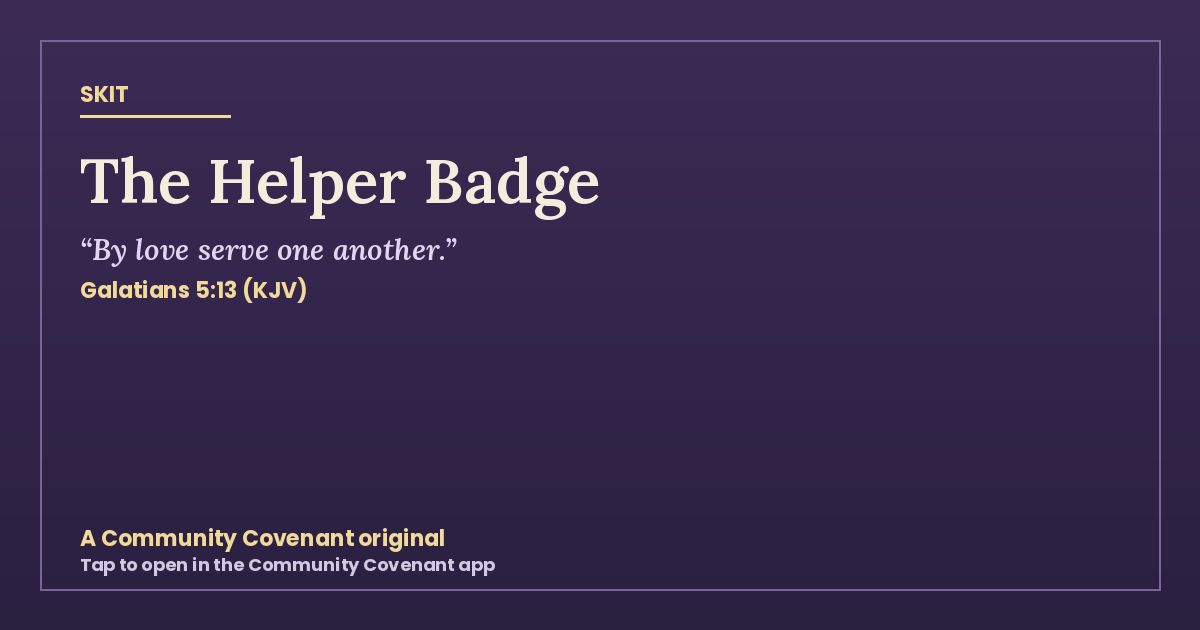 SKIT
The Helper Badge
“By love serve one another.”
Galatians 5:13 (KJV)
A Community Covenant original
Tap to open in the Community Covenant app